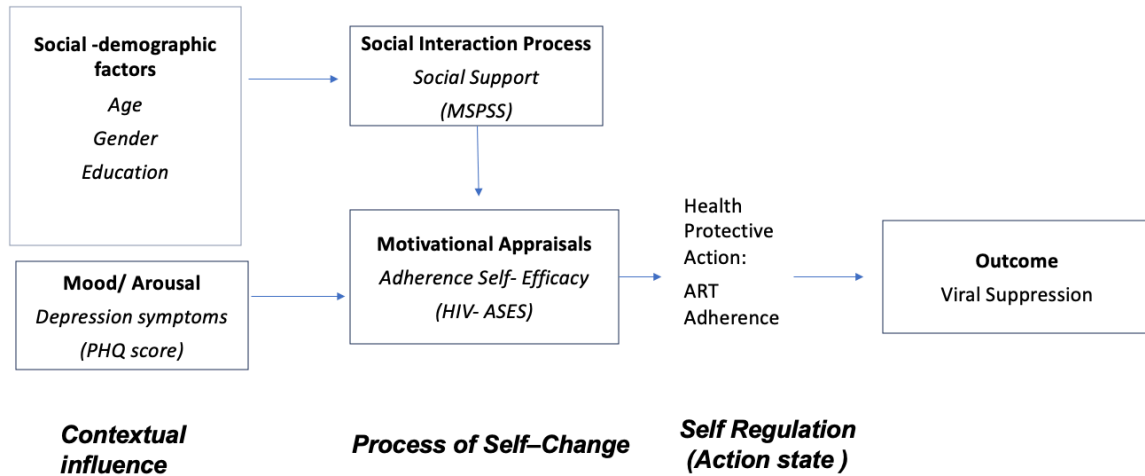 Social -demographic
factors
Age
Gender
Education
Social Interaction Process
Social Support
(MSPSS)
Mood/ Arousal
Depression symptoms
(PHQ score)
Motivational Appraisals
Adherence Self- Efficacy
(HIV- ASES)
Health
Protective
Action:
ART
Adherence
Outcome
Viral Suppression
Contextual
influence
Process of Self–Change
Self Regulation
(Action state )